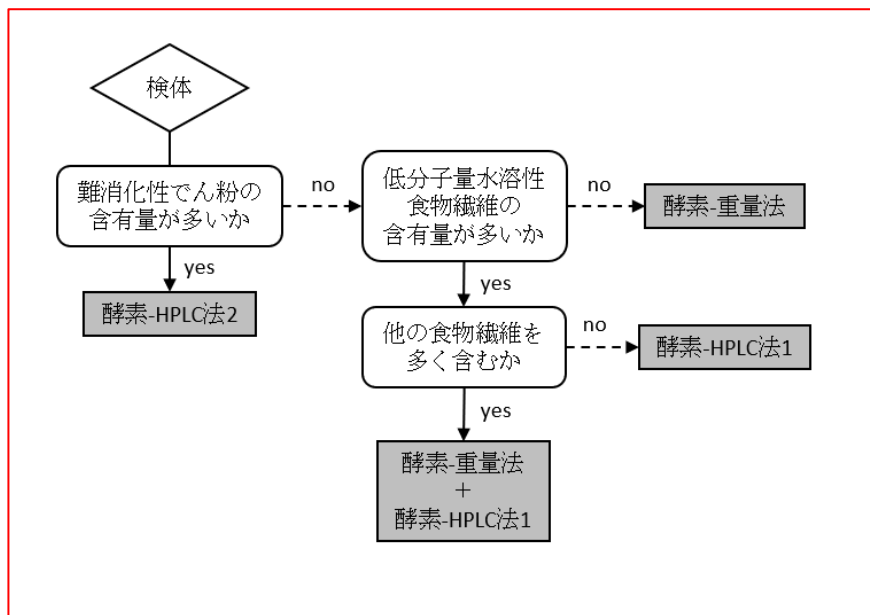 検体
難消化性でん粉の
含有量が多いか
no
低分子量水溶性
食物繊維の
含有量が多いか
no
酵素-重量法
yes
酵素-HPLC法2
yes
他の食物繊維を
多く含むか
no
酵素-HPLC法1
yes
酵素-重量法
+
酵素-HPLC法1